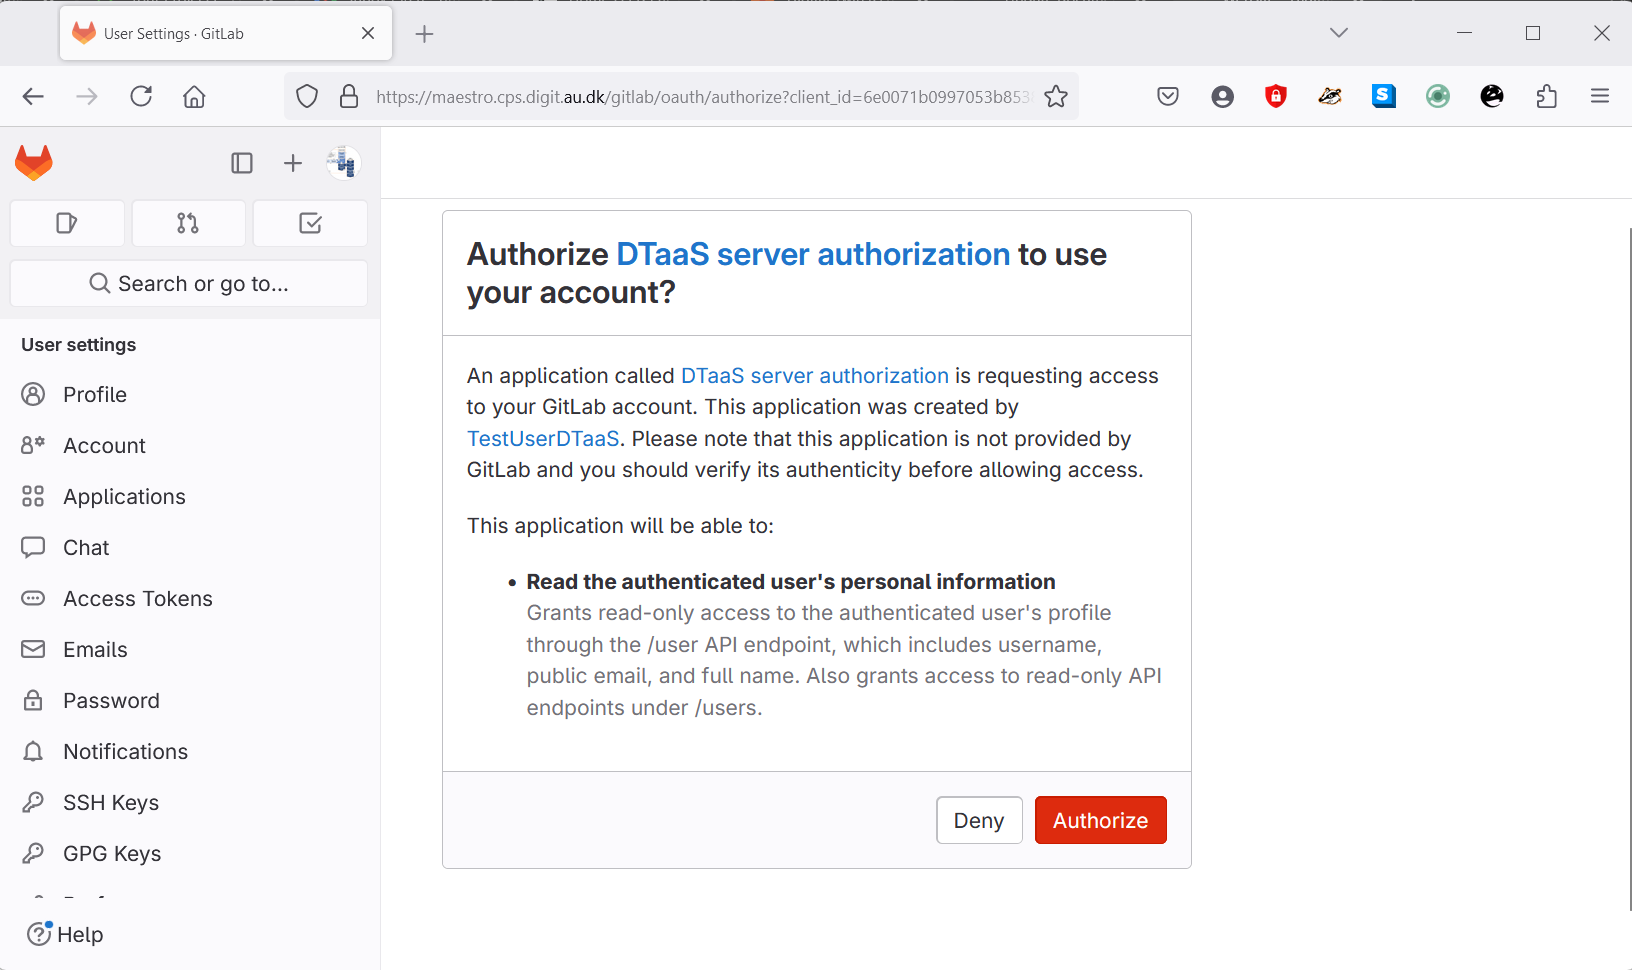 User Settings · GitLab
https://maestro.cps.digit.au.dk/gitlab/oauth/authorize?client_id=6e0071b0997053b853
Search or go to...
User settings
Profile
Account
Applications
Chat
Access Tokens
Emails
Password
Notifications
SSH Keys
GPG Keys
Help
Authorize DTaaS server authorization to use
your account?
An application called DTaaS server authorization is requesting access
to your GitLab account. This application was created by
TestUserDTaaS. Please note that this application is not provided by
GitLab and you should verify its authenticity before allowing access.
This application will be able to:
• Read the authenticated user's personal information
Grants read-only access to the authenticated user's profile
through the /user API endpoint, which includes username,
public email, and full name. Also grants access to read-only API
endpoints under /users.
Deny
Authorize